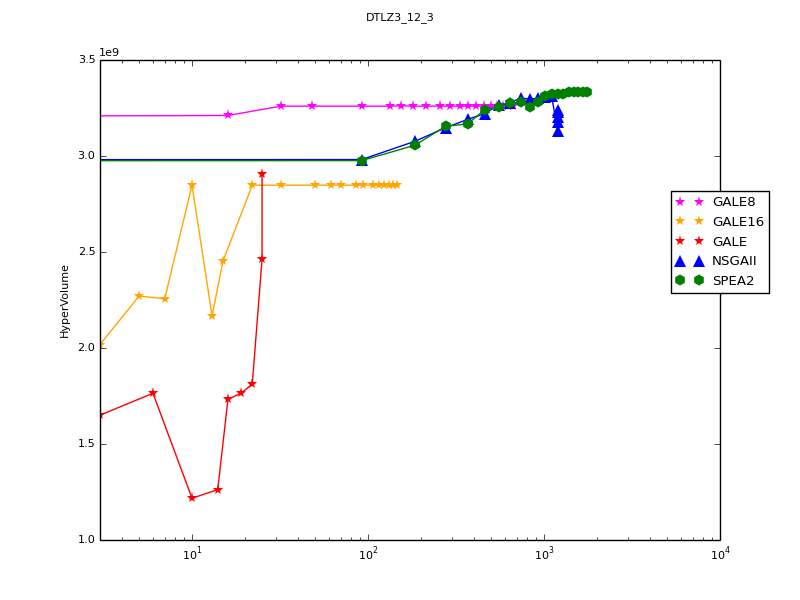 DTLZ3_12_3
1e9
3.5
3.0
2.5
2.0
1.5
1.0
HyperVolume
10^1
10^2
10^3
10^4
GALE8
GALE16
GALE
NSGAII
SPEA2